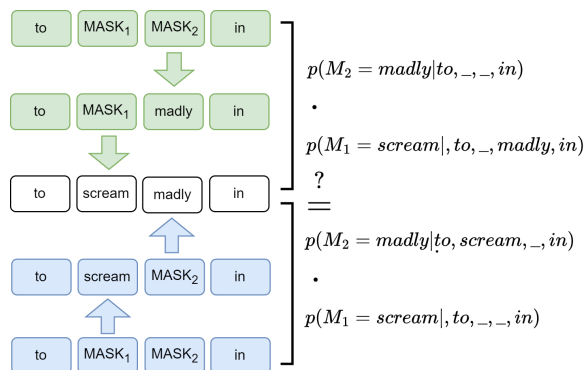 to MASK₁ MASK₂ in
p(M₂ = madly|to, _, _, in)
·
to MASK₁ madly in
p(M₁ = scream|, to, _, madly, in)
?
=
to scream madly in
p(M₂ = madly|to, scream, _, in)
·
to scream MASK₂ in
p(M₁ = scream|, to, _, _, in)
to MASK₁ MASK₂ in